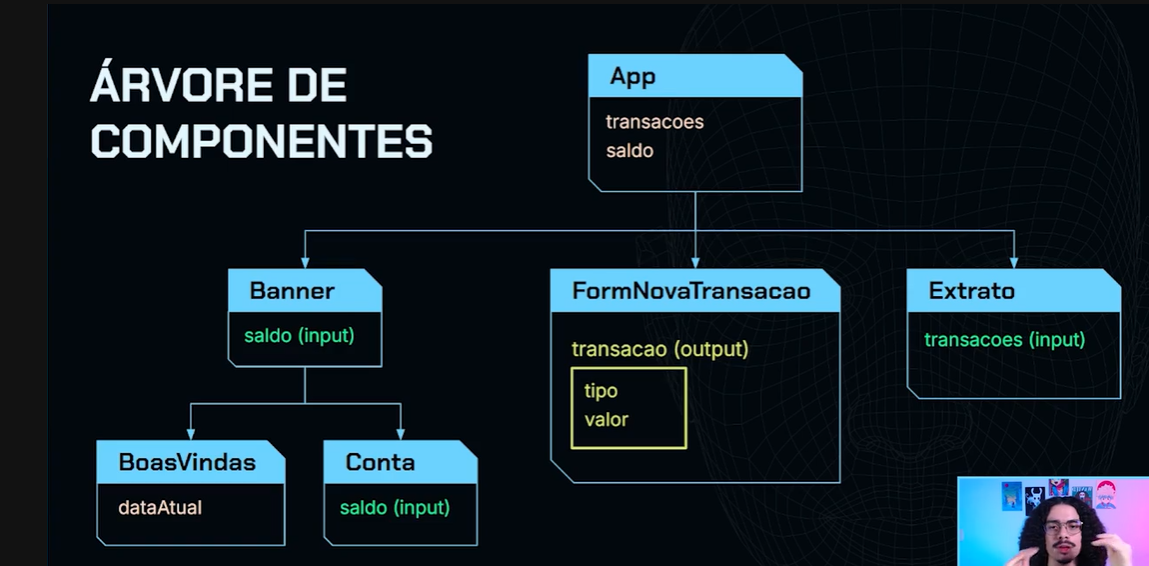 ÁRVORE DE
COMPONENTES
App
transacoes
saldo
Banner
saldo (input)
FormNovaTransacao
transacao (output)
tipo
valor
Extrato
transacoes (input)
BoasVindas
dataAtual
Conta
saldo (input)